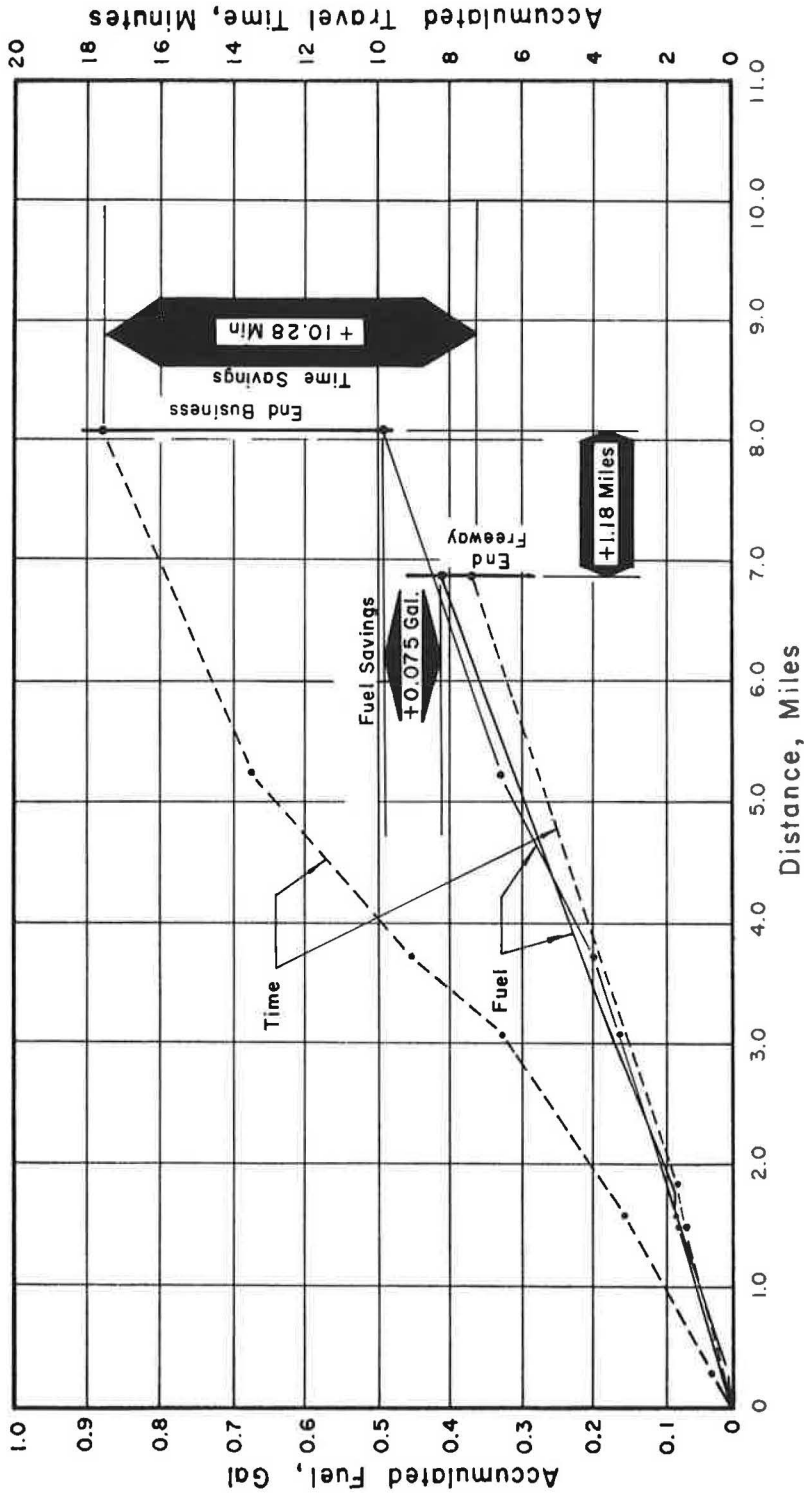 Accumulated Travel Time, Minutes
20
18
16
14
12
10
8
6
4
2
0
1.0
0.9
0.8
0.7
0.6
0.5
0.4
0.3
0.2
0.1
0
Accumulated Fuel, Gal
0
1.0
2.0
3.0
4.0
5.0
6.0
7.0
8.0
9.0
10.0
11.0
Distance, Miles
Time
Fuel
Fuel Savings
+0.075 Gal.
End
Freeway
End Business
Time Savings
+10.28 Min
+1.18 Miles